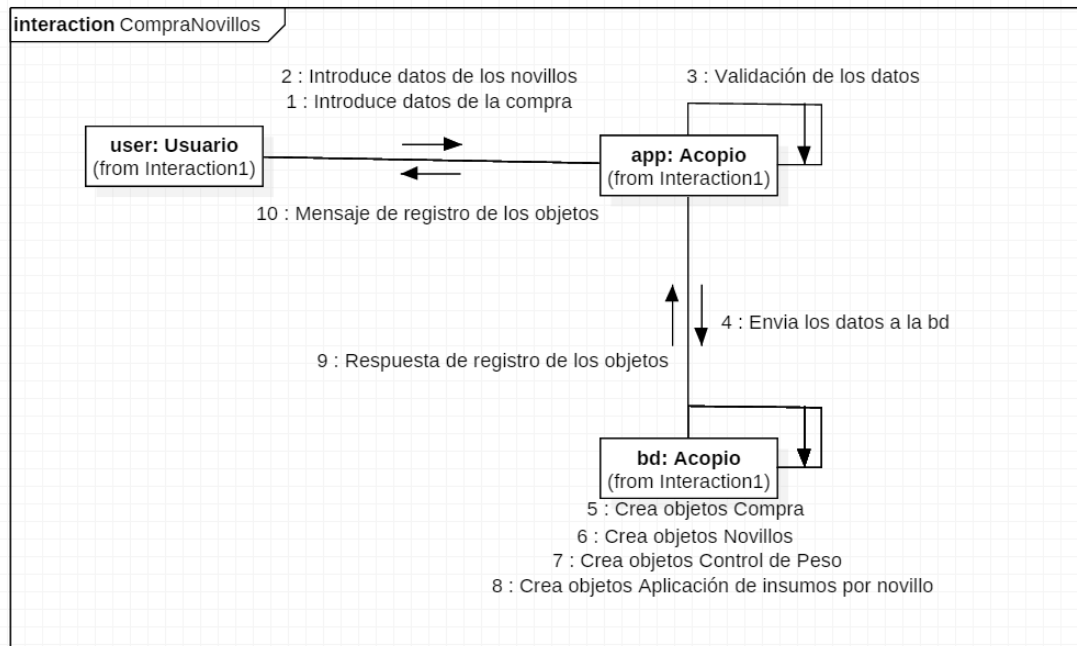 interaction CompraNovillos
2 : Introduce datos de los novillos
1 : Introduce datos de la compra
3 : Validación de los datos
user: Usuario
(from Interaction1)
app: Acopio
(from Interaction1)
10 : Mensaje de registro de los objetos
4 : Envia los datos a la bd
9 : Respuesta de registro de los objetos
bd: Acopio
(from Interaction1)
5 : Crea objetos Compra
6 : Crea objetos Novillos
7 : Crea objetos Control de Peso
8 : Crea objetos Aplicación de insumos por novillo